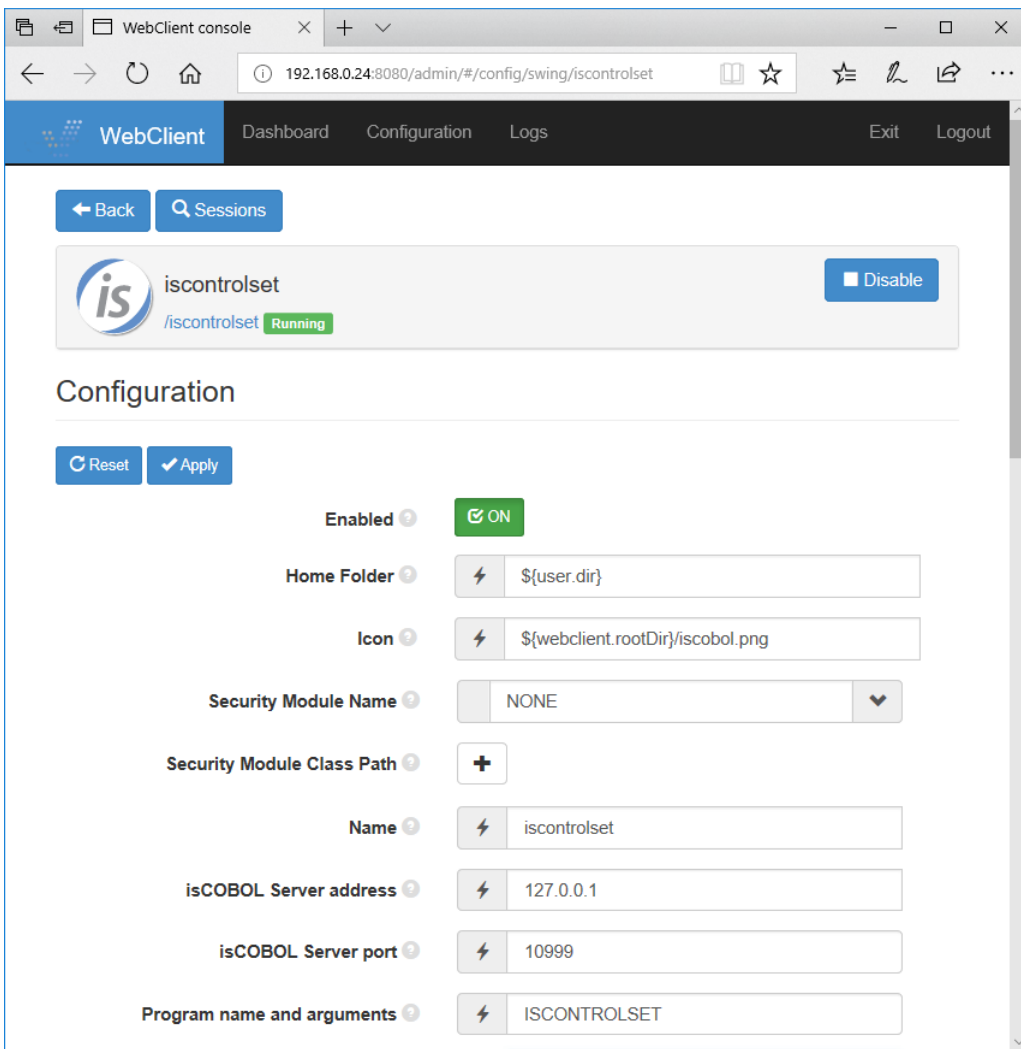 WebClient console
192.168.0.24:8080/admin/#/config/swing/iscontrolset
WebClient Dashboard Configuration Logs Exit Logout
Back Sessions
is
iscontrolset
Disable
/iscontrolset Running
Configuration
Reset Apply
Enabled ? ON
Home Folder ? ${user.dir}
Icon ? ${webclient.rootDir}/iscobol.png
Security Module Name ? NONE
Security Module Class Path ?
Name ? iscontrolset
isCOBOL Server address ? 127.0.0.1
isCOBOL Server port ? 10999
Program name and arguments ? ISCONTROLSET